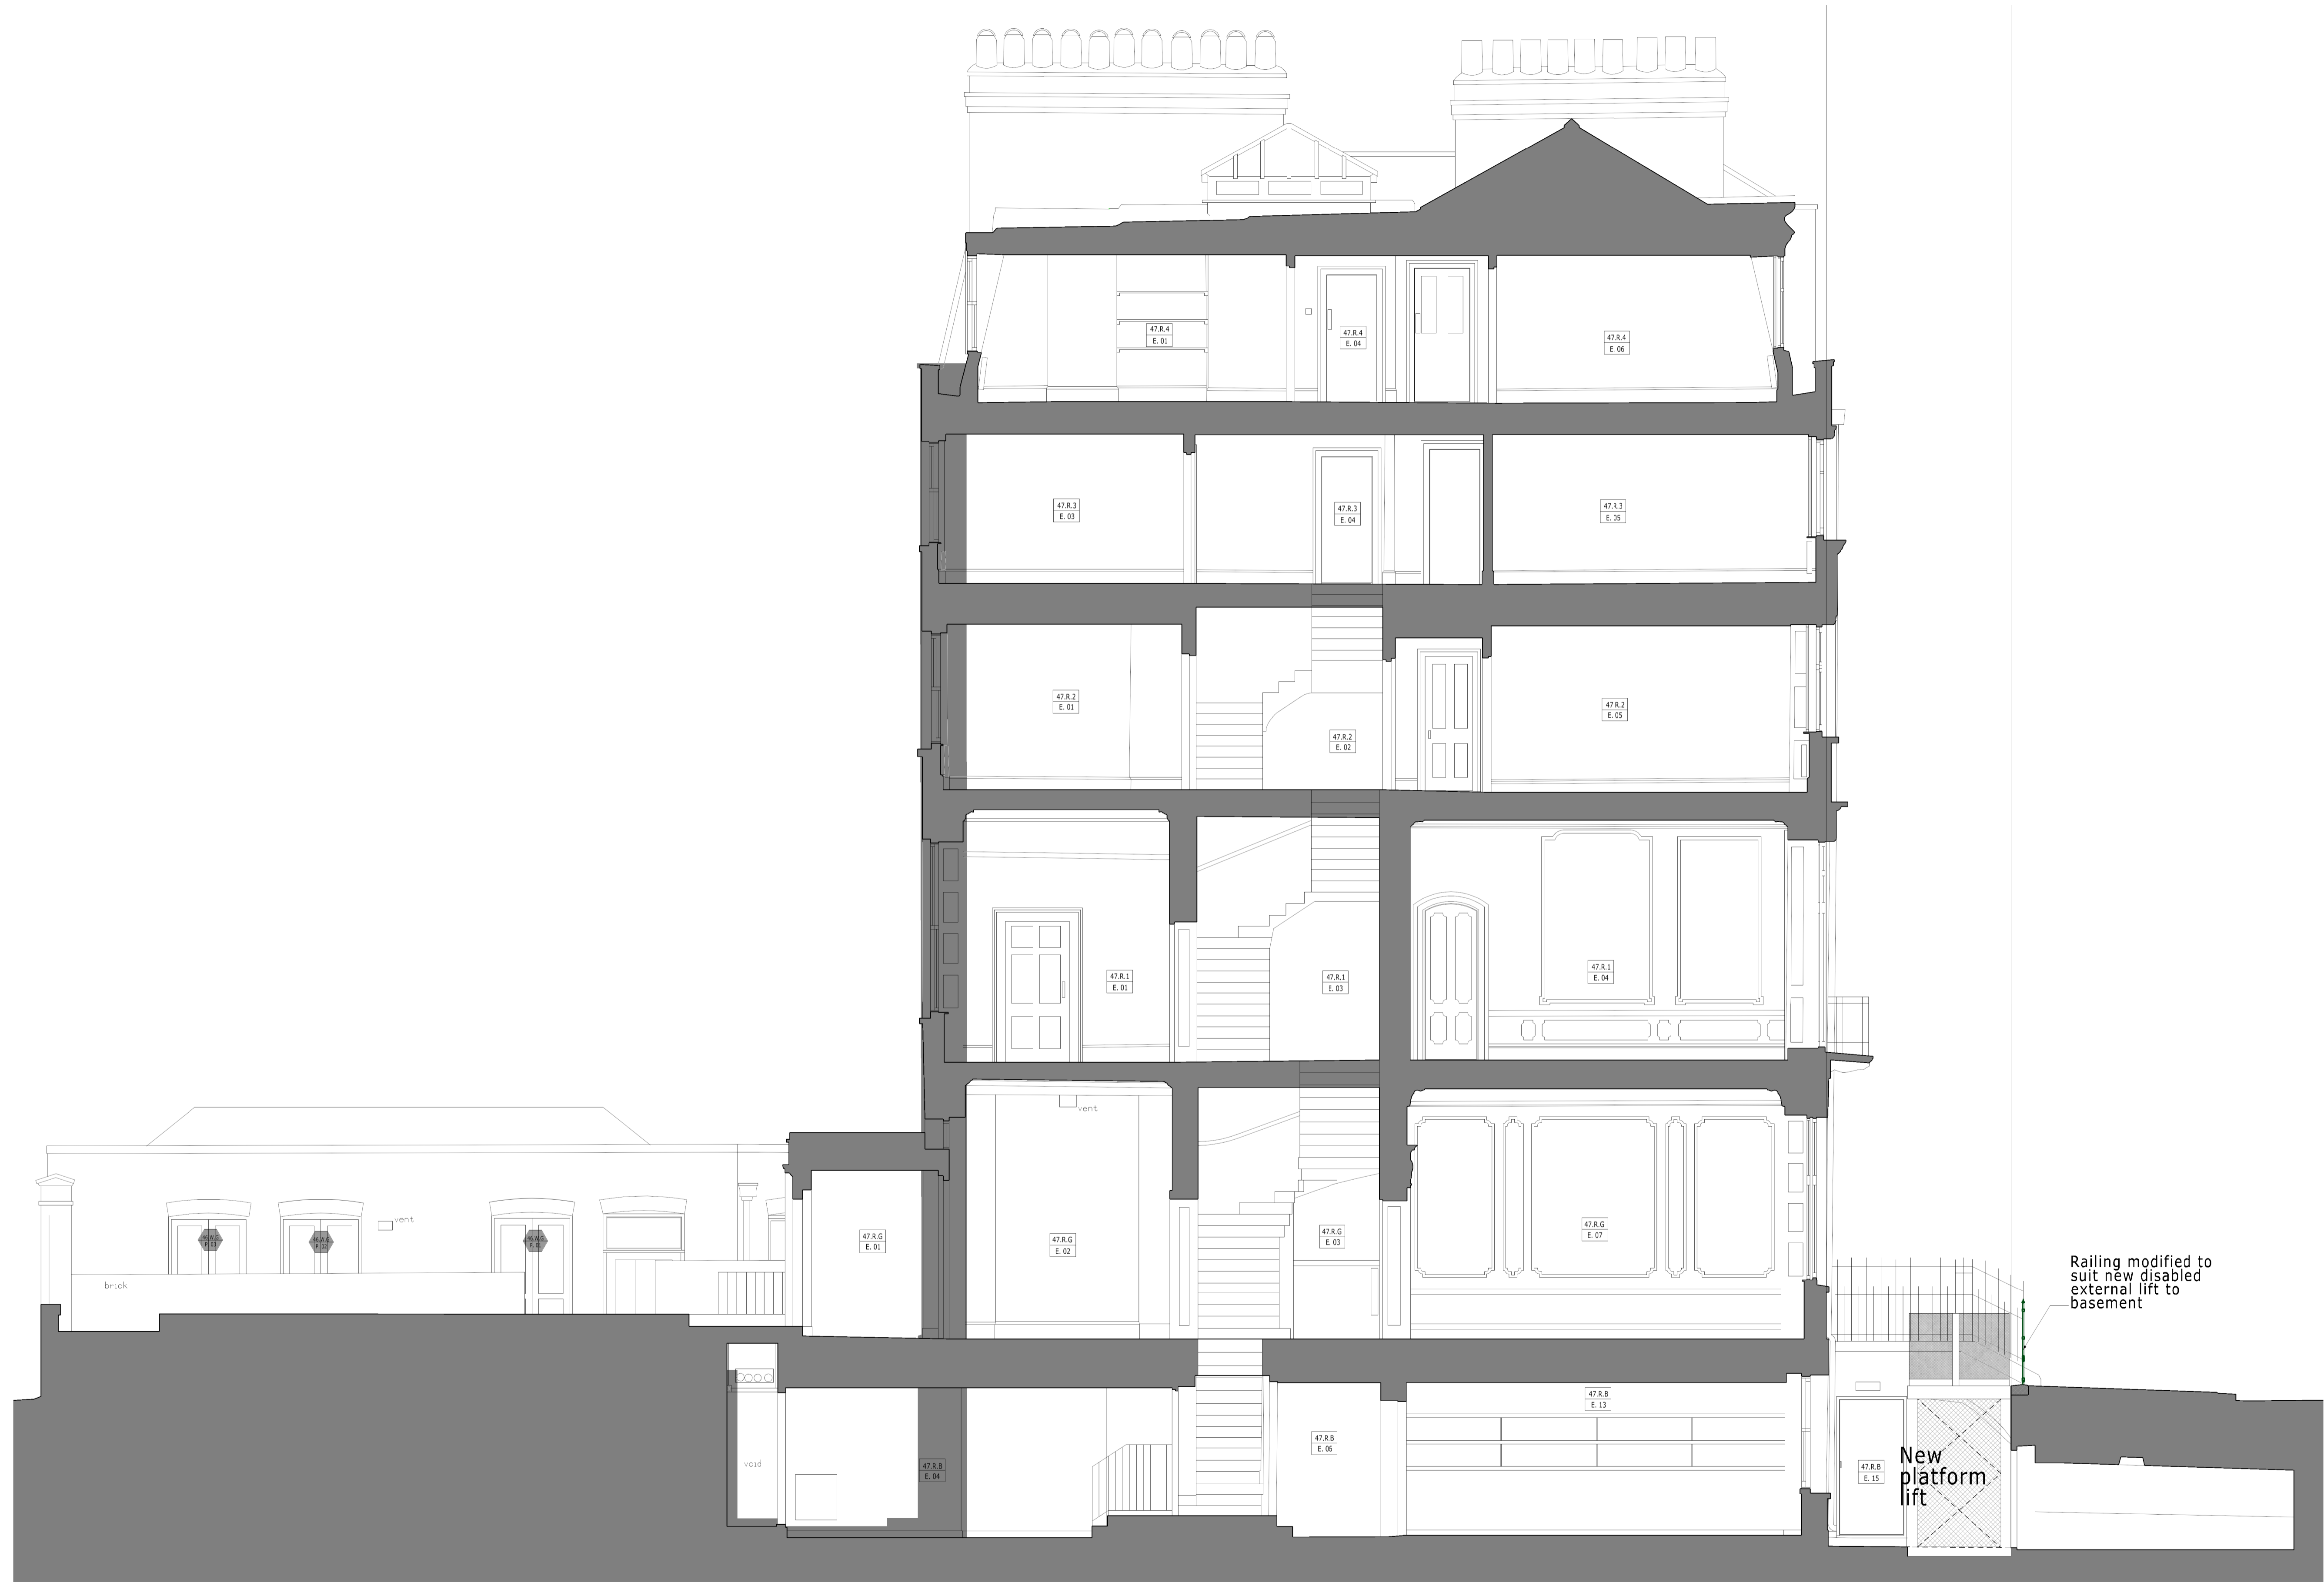 47.R.4
E. 01
47.R.4
E. 04
47.R.4
E 06
47.R.3
E. 03
47.R.3
E. 04
47.R.3
E. 05
47.R.2
E. 01
47.R.2
E. 02
47.R.2
E. 05
47.R.1
E. 01
47.R.1
E. 03
47.R.1
E. 04
vent
vent
brick
47.R.G
E. 01
47.R.G
E. 02
47.R.G
E. 03
47.R.G
E. 07
Railing modified to
suit new disabled
external lift to
basement
void
47.R.B
E. 04
47.R.B
E. 05
47.R.B
E. 13
47.R.B
E. 15
New
platform
lift